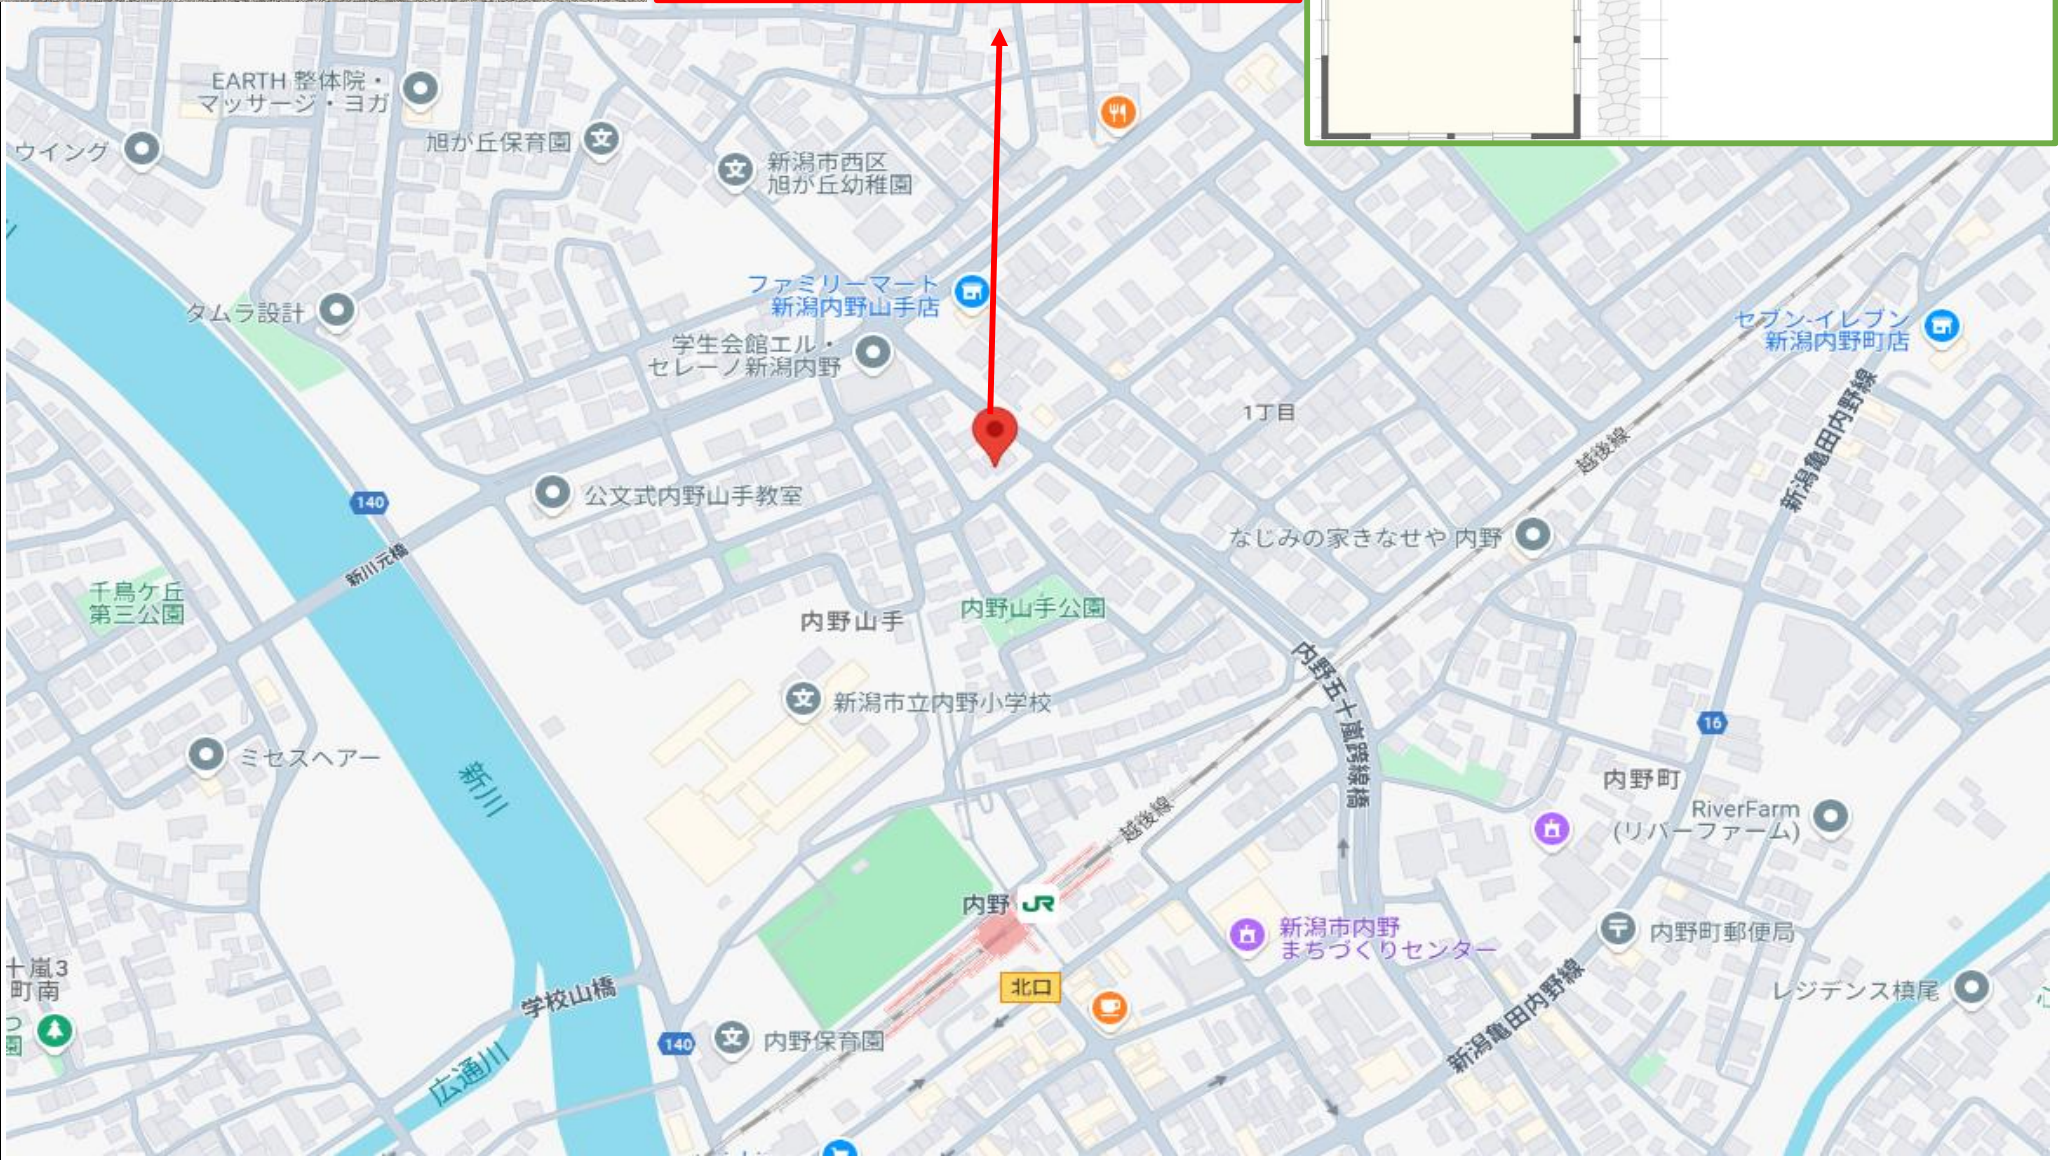 EARTH 整体院・
マッサージ・ヨガ
ウイング
旭が丘保育園
新潟市西区
旭が丘幼稚園
ファミリーマート
新潟内野山手店
タムラ設計
学生会館エル・
セレーノ新潟内野
セブン-イレブン
新潟内野町店
1丁目
越後線
新潟亀田内野線
140
公文式内野山手教室
なじみの家きなせや 内野
新川元橋
千鳥ケ丘
第三公園
内野山手
内野山手公園
内野五十嵐跨線橋
新潟市立内野小学校
16
ミセスヘアー
新川
内野町
RiverFarm
(リバーファーム)
越後線
内野
JR
新潟市内野
まちづくりセンター
内野町郵便局
十嵐3
町南
学校山橋
北口
新潟亀田内野線
レジデンス槙尾
つ
園
140
内野保育園
広通川